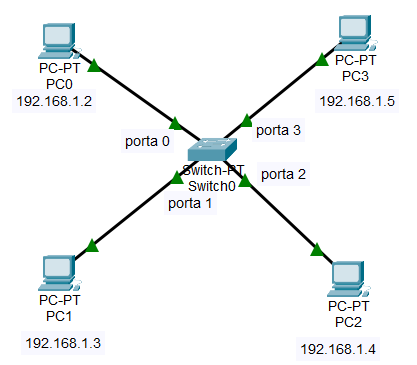 PC-PT
PC0
192.168.1.2
PC-PT
PC3
192.168.1.5
porta 0
porta 3
Switch-PT
Switch0
porta 2
porta 1
PC-PT
PC1
192.168.1.3
PC-PT
PC2
192.168.1.4